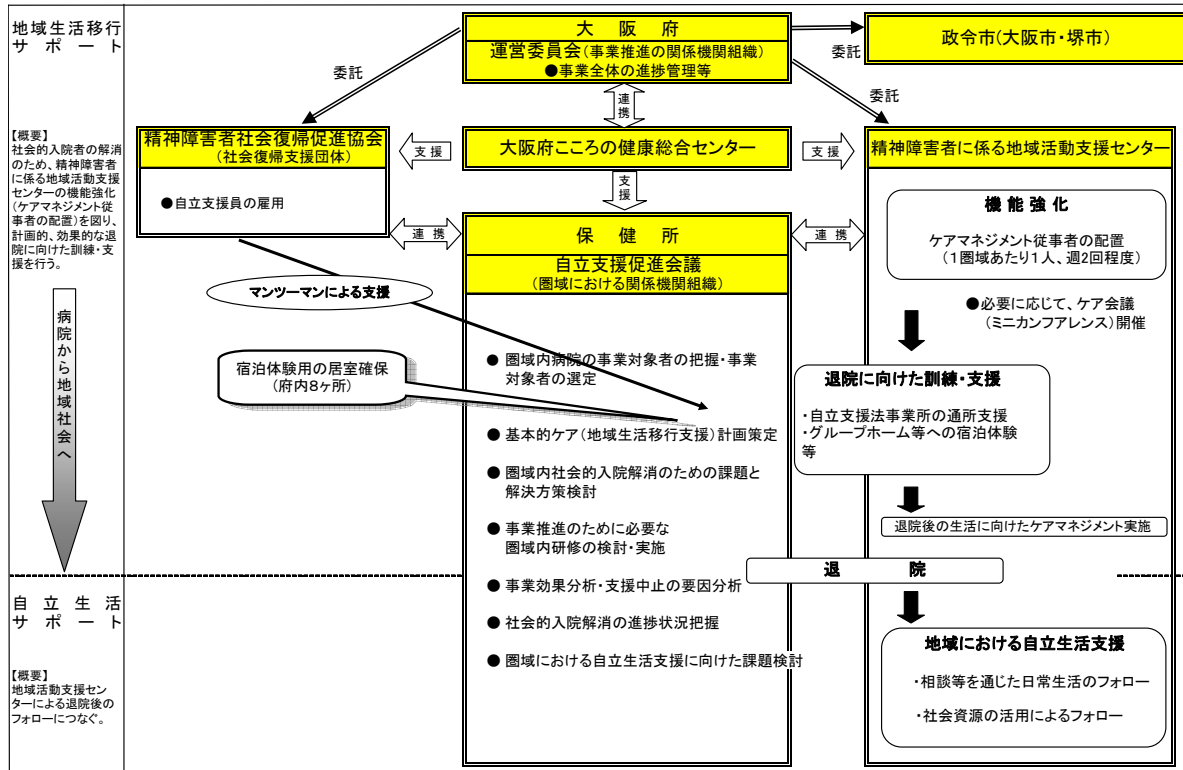 地域生活移行
サポート
【概要】
社会的入院者の解消
のため、精神障害者
に係る地域活動支援
センターの機能強化
(ケアマネジメント従
事者の配置)を図り、
計画的、効果的な退
院に向けた訓練・支
援を行う。
病院から地域社会へ
自立生活
サポート
【概要】
地域活動支援セン
ターによる退院後の
フォローにつなぐ。
大阪府
運営委員会(事業推進の関係機関組織)
●事業全体の進捗管理等
政令市(大阪市・堺市)
委託
委託
委託
連携
精神障害者社会復帰促進協会
(社会復帰支援団体)
●自立支援員の雇用
支援
大阪府こころの健康総合センター
支援
支援
連携
連携
マンツーマンによる支援
宿泊体験用の居室確保
(府内8ヶ所)
保健所
自立支援促進会議
(圏域における関係機関組織)
● 圏域内病院の事業対象者の把握・事業
対象者の選定
● 基本的ケア(地域生活移行支援)計画策定
● 圏域内社会的入院解消のための課題と
解決方策検討
● 事業推進のために必要な
圏域内研修の検討・実施
● 事業効果分析・支援中止の要因分析
● 社会的入院解消の進捗状況把握
● 圏域における自立生活支援に向けた課題検討
精神障害者に係る地域活動支援センター
機能強化
ケアマネジメント従事者の配置
(1圏域あたり1人、週2回程度)
●必要に応じて、ケア会議
(ミニカンファレンス)開催
退院に向けた訓練・支援
・自立支援法事業所の通所支援
・グループホーム等への宿泊体験
等
退院後の生活に向けたケアマネジメント実施
退院
地域における自立生活支援
・相談等を通じた日常生活のフォロー
・社会資源の活用によるフォロー